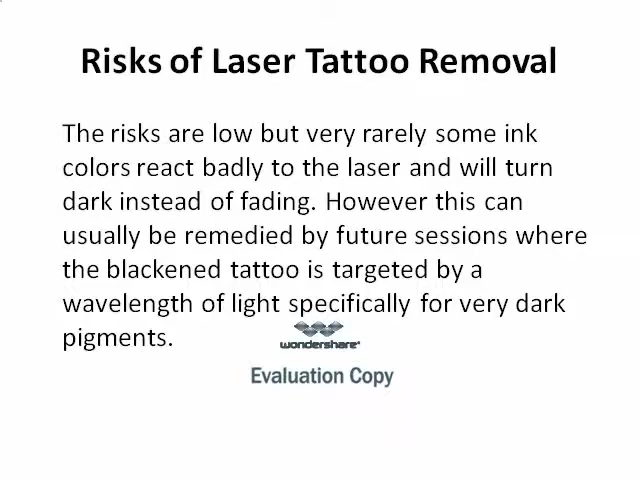 Risks of Laser Tattoo Removal
The risks are low but very rarely some ink
colors react badly to the laser and will turn
dark instead of fading. However this can
usually be remedied by future sessions where
the blackened tattoo is targeted by a
wavelength of light specifically for very dark
pigments.
wondershare
Evaluation Copy